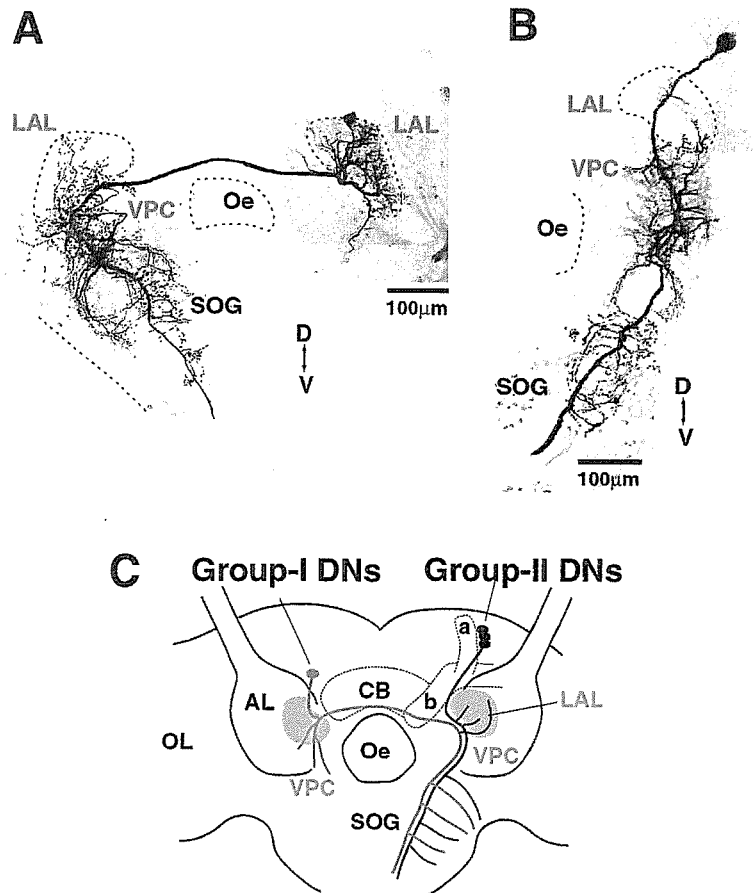 A
LAL
LAL
VPC
Oe
SOG
100μm
D
V
B
LAL
VPC
Oe
SOG
D
V
100μm
C
Group-I DNs
Group-II DNs
a
CB
b
AL
LAL
OL
Oe
VPC
VPC
SOG